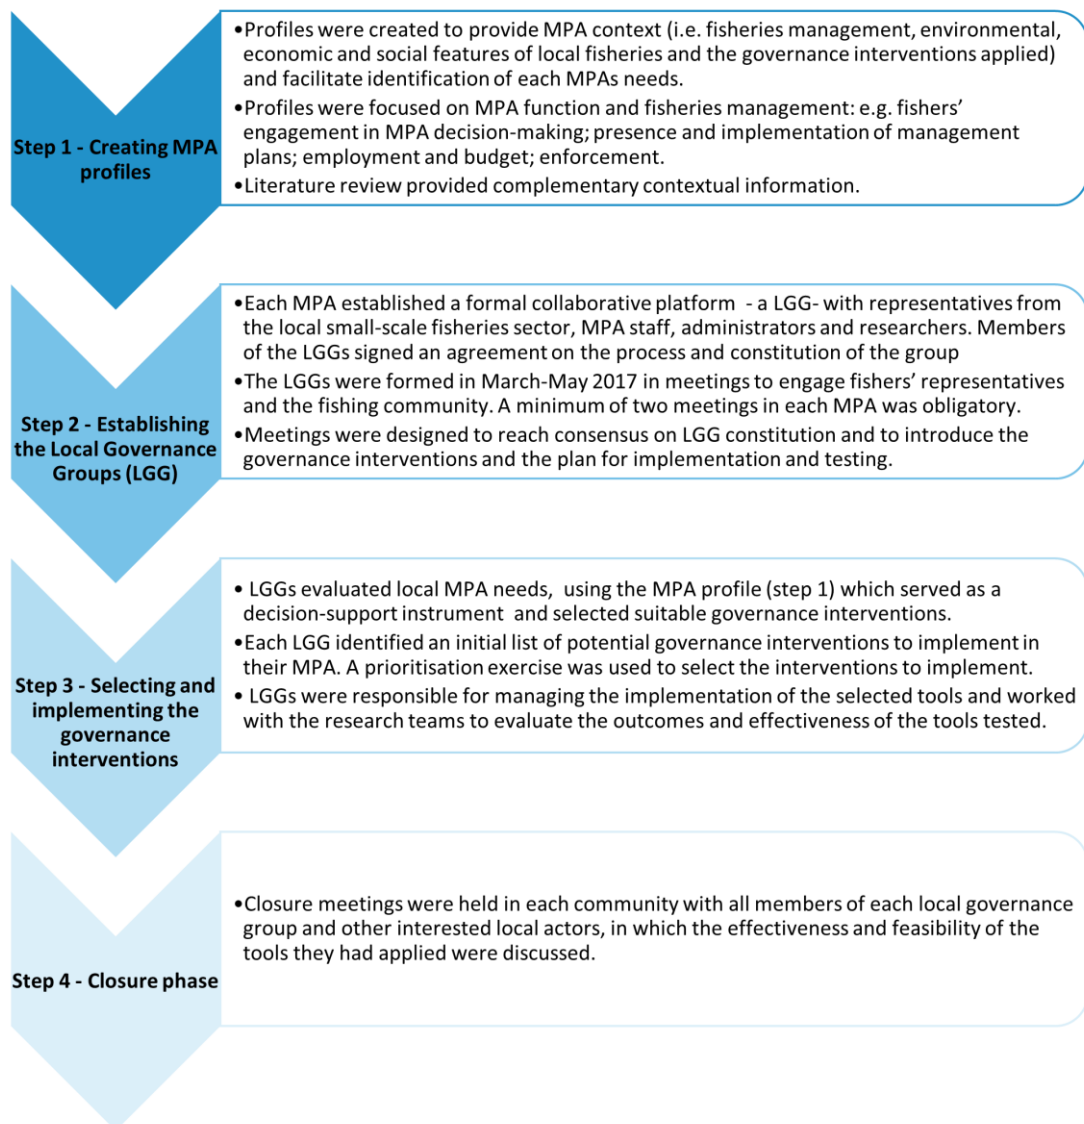 Step 1 - Creating MPA
profiles
•Profiles were created to provide MPA context (i.e. fisheries management, environmental,
economic and social features of local fisheries and the governance interventions applied)
and facilitate identification of each MPAs needs.
•Profiles were focused on MPA function and fisheries management: e.g. fishers’
engagement in MPA decision-making; presence and implementation of management
plans; employment and budget; enforcement.
•Literature review provided complementary contextual information.
Step 2 - Establishing
the Local Governance
Groups (LGG)
•Each MPA established a formal collaborative platform - a LGG- with representatives from
the local small-scale fisheries sector, MPA staff, administrators and researchers. Members
of the LGGs signed an agreement on the process and constitution of the group
•The LGGs were formed in March-May 2017 in meetings to engage fishers’ representatives
and the fishing community. A minimum of two meetings in each MPA was obligatory.
•Meetings were designed to reach consensus on LGG constitution and to introduce the
governance interventions and the plan for implementation and testing.
Step 3 - Selecting and
implementing the
governance
interventions
• LGGs evaluated local MPA needs, using the MPA profile (step 1) which served as a
decision-support instrument and selected suitable governance interventions.
•Each LGG identified an initial list of potential governance interventions to implement in
their MPA. A prioritisation exercise was used to select the interventions to implement.
• LGGs were responsible for managing the implementation of the selected tools and worked
with the research teams to evaluate the outcomes and effectiveness of the tools tested.
Step 4 - Closure phase
•Closure meetings were held in each community with all members of each local governance
group and other interested local actors, in which the effectiveness and feasibility of the
tools they had applied were discussed.